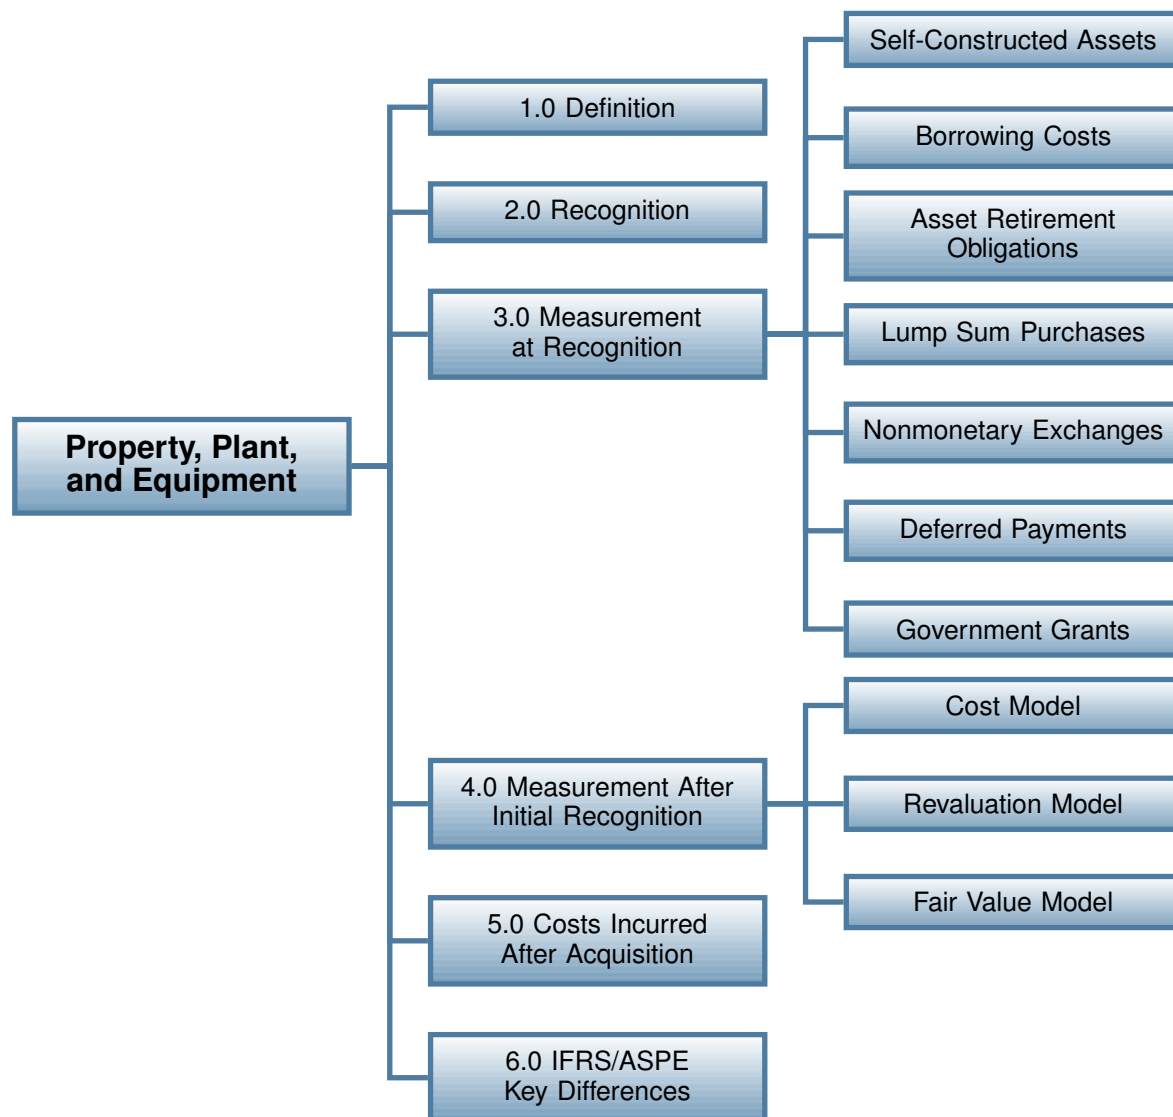 Property, Plant,
and Equipment
1.0 Definition
2.0 Recognition
3.0 Measurement
at Recognition
Self-Constructed Assets
Borrowing Costs
Asset Retirement
Obligations
Lump Sum Purchases
Nonmonetary Exchanges
Deferred Payments
Government Grants
4.0 Measurement After
Initial Recognition
Cost Model
Revaluation Model
Fair Value Model
5.0 Costs Incurred
After Acquisition
6.0 IFRS/ASPE
Key Differences